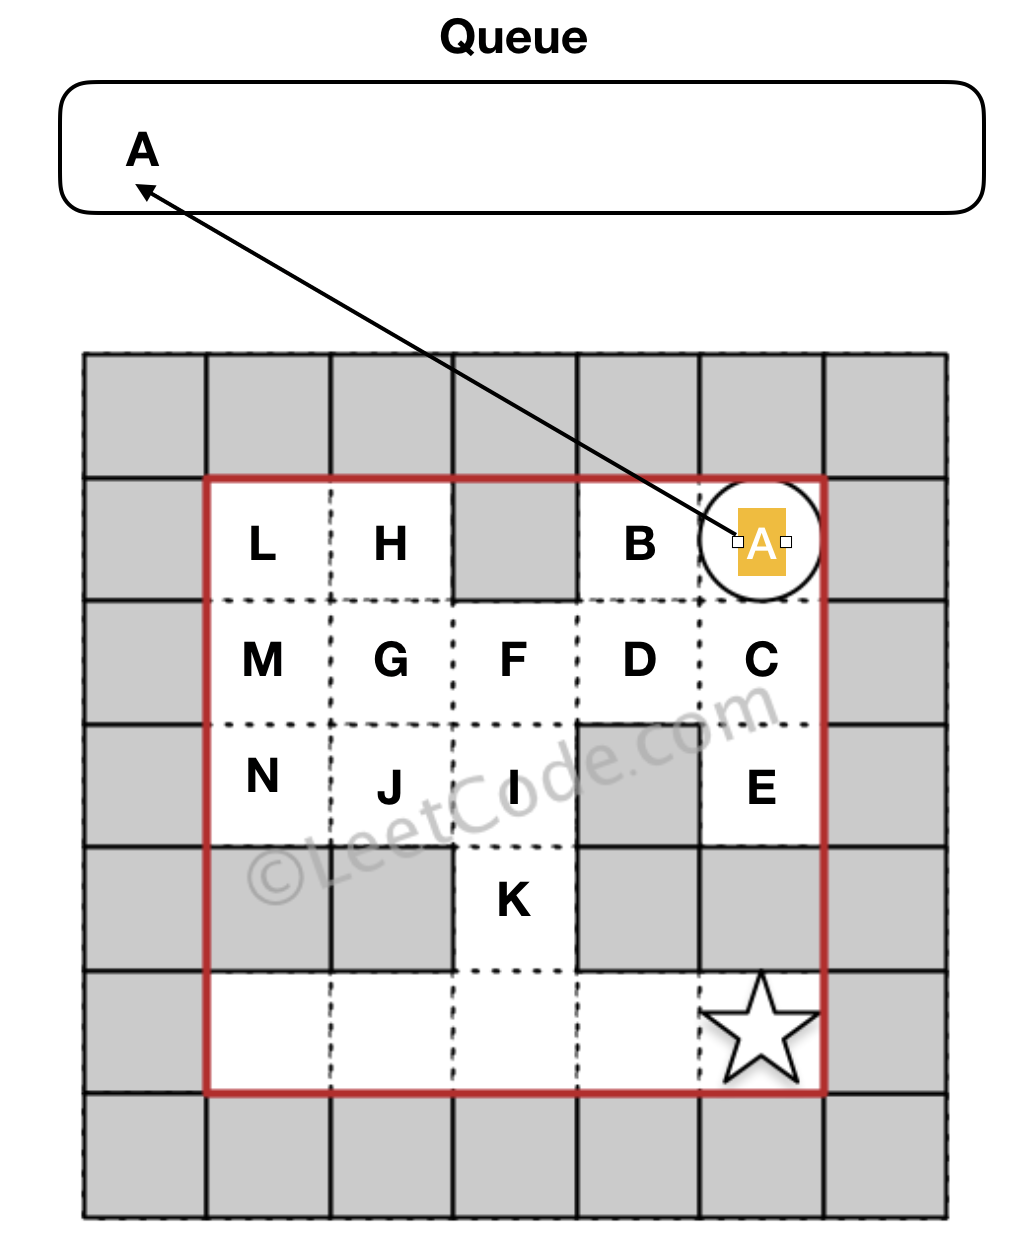 Queue
A
L H B A
M G F D C
N J I E
K
©LeetCode.com